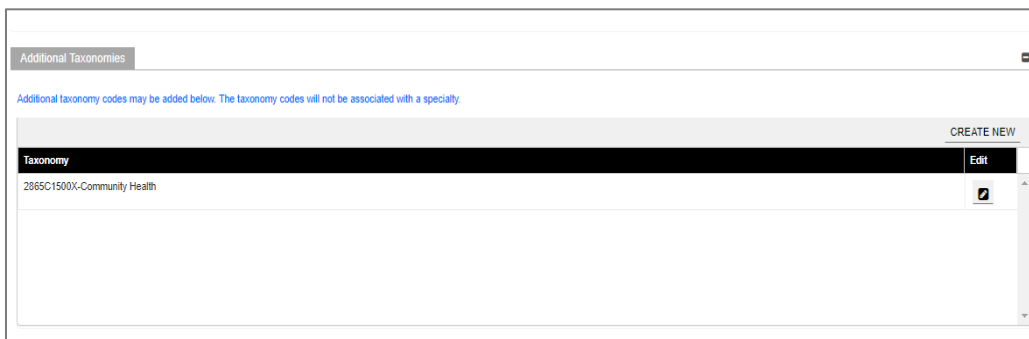 Additional Taxonomies
Additional taxonomy codes may be added below. The taxonomy codes will not be associated with a specialty.
CREATE NEW
Taxonomy Edit
2865C1500X-Community Health